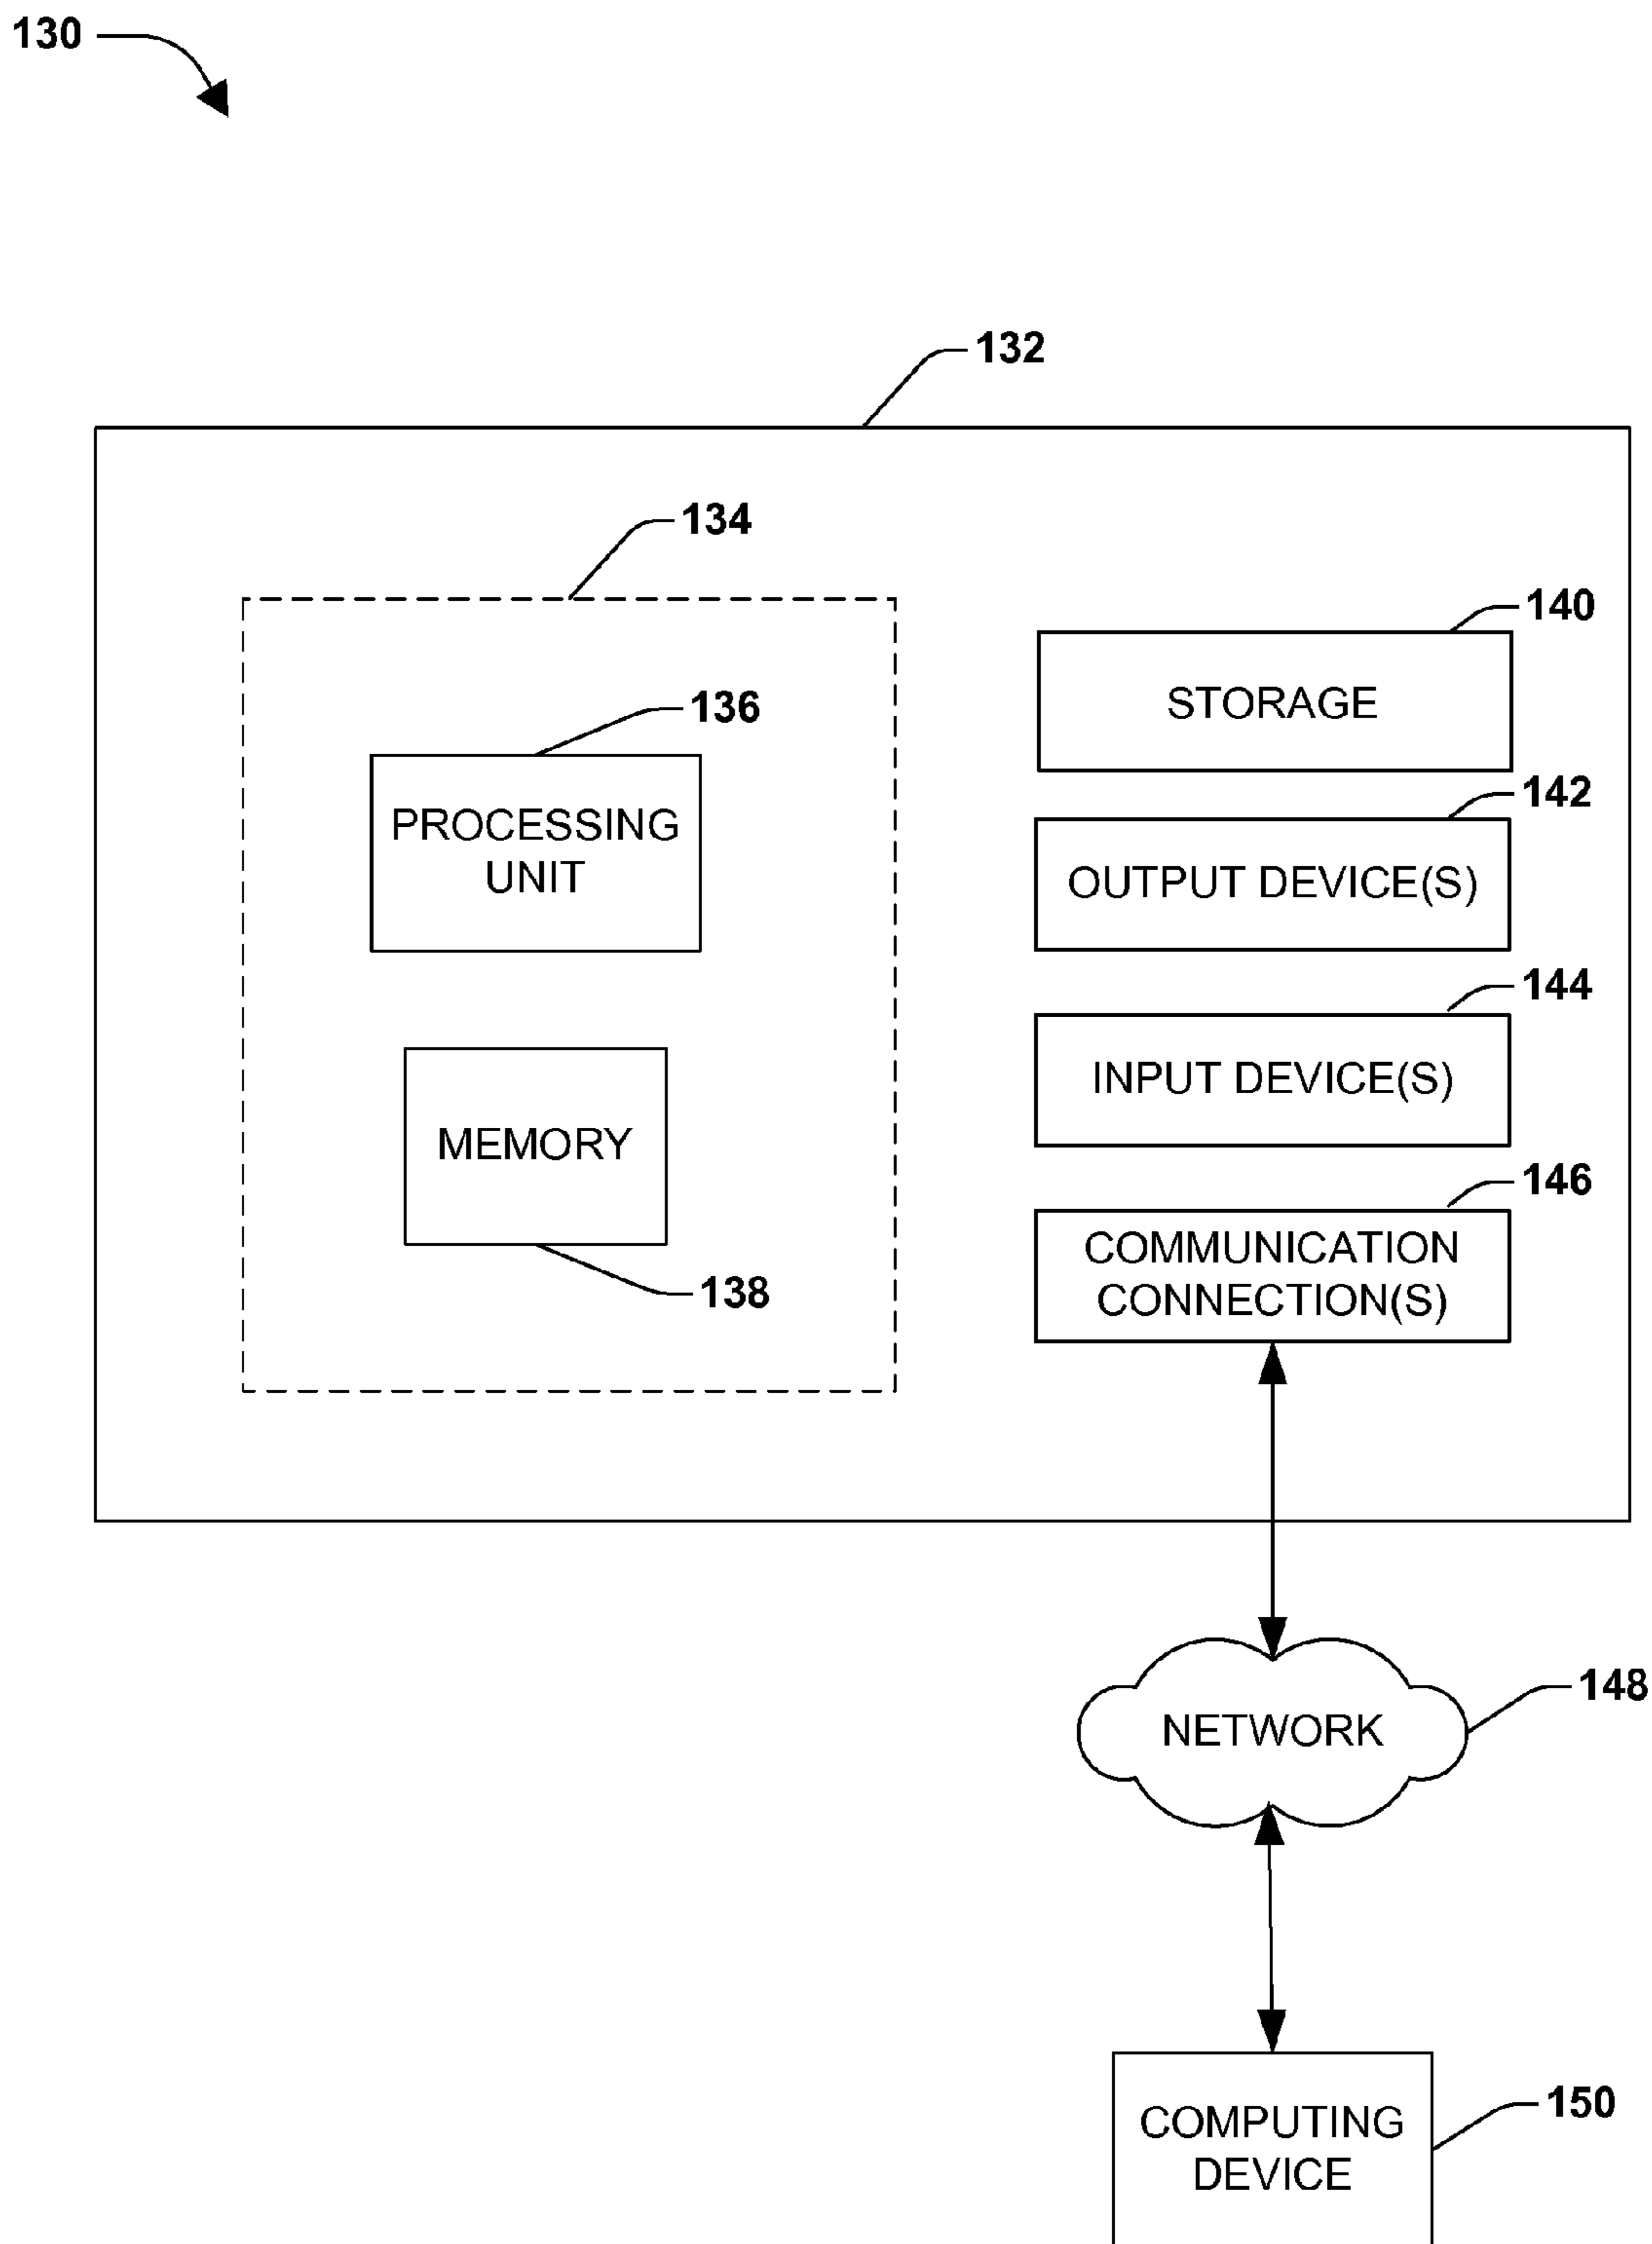 130
132
134
140
STORAGE
136
142
PROCESSING
UNIT
OUTPUT DEVICE(S)
144
INPUT DEVICE(S)
MEMORY
146
COMMUNICATION
CONNECTION(S)
138
148
NETWORK
150
COMPUTING
DEVICE